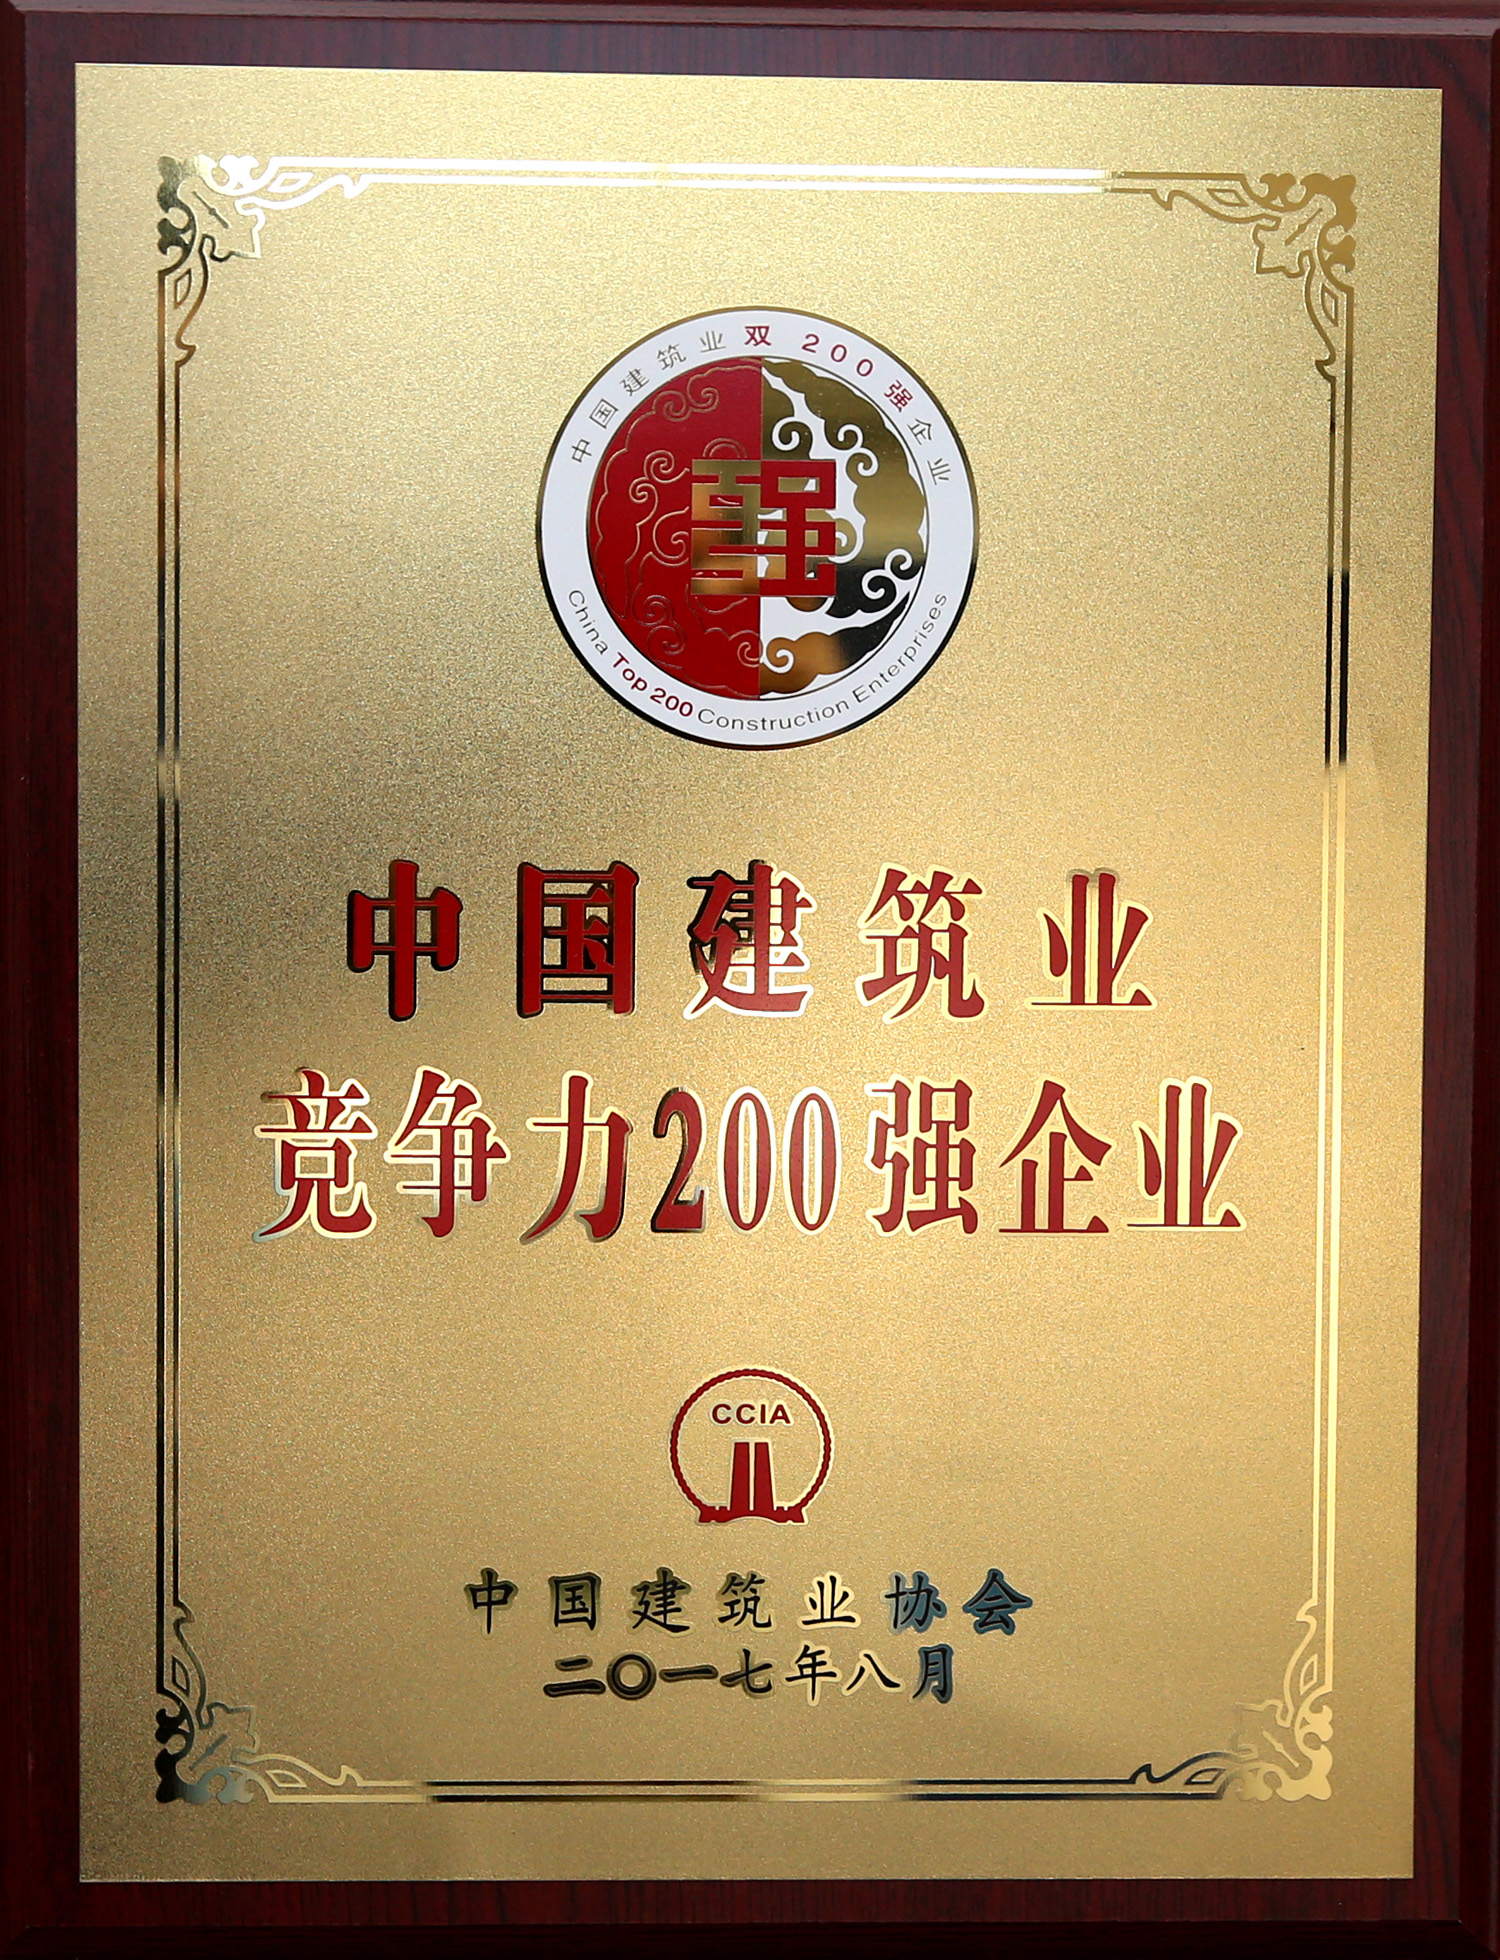 中国建筑业双200强企业
强
China Top 200 Construction Enterprises
中国建筑业
竞争力200强企业
CCIA
中国建筑业协会
二〇一七年八月